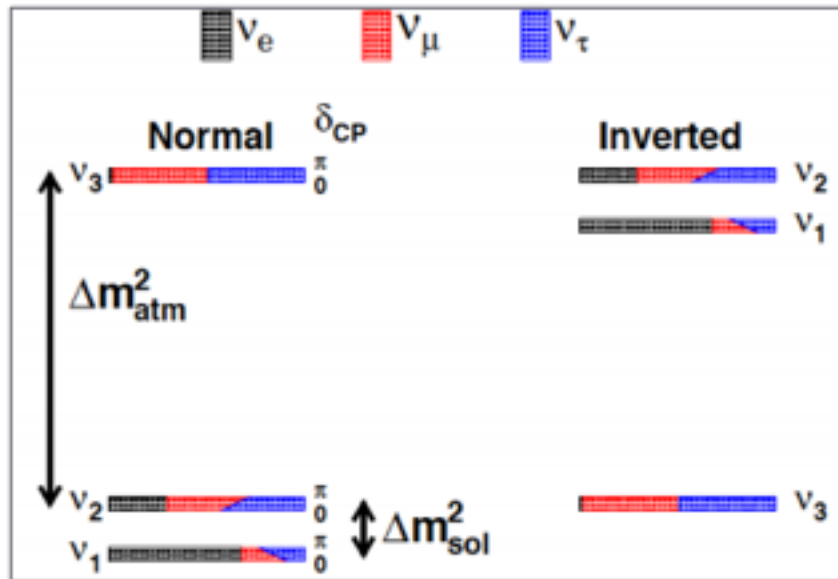 νe νμ ντ
Normal δCP Inverted
ν3 π 0 ν2
ν1
Δm²atm
ν2 π 0 ν3
Δm²sol
ν1 π 0